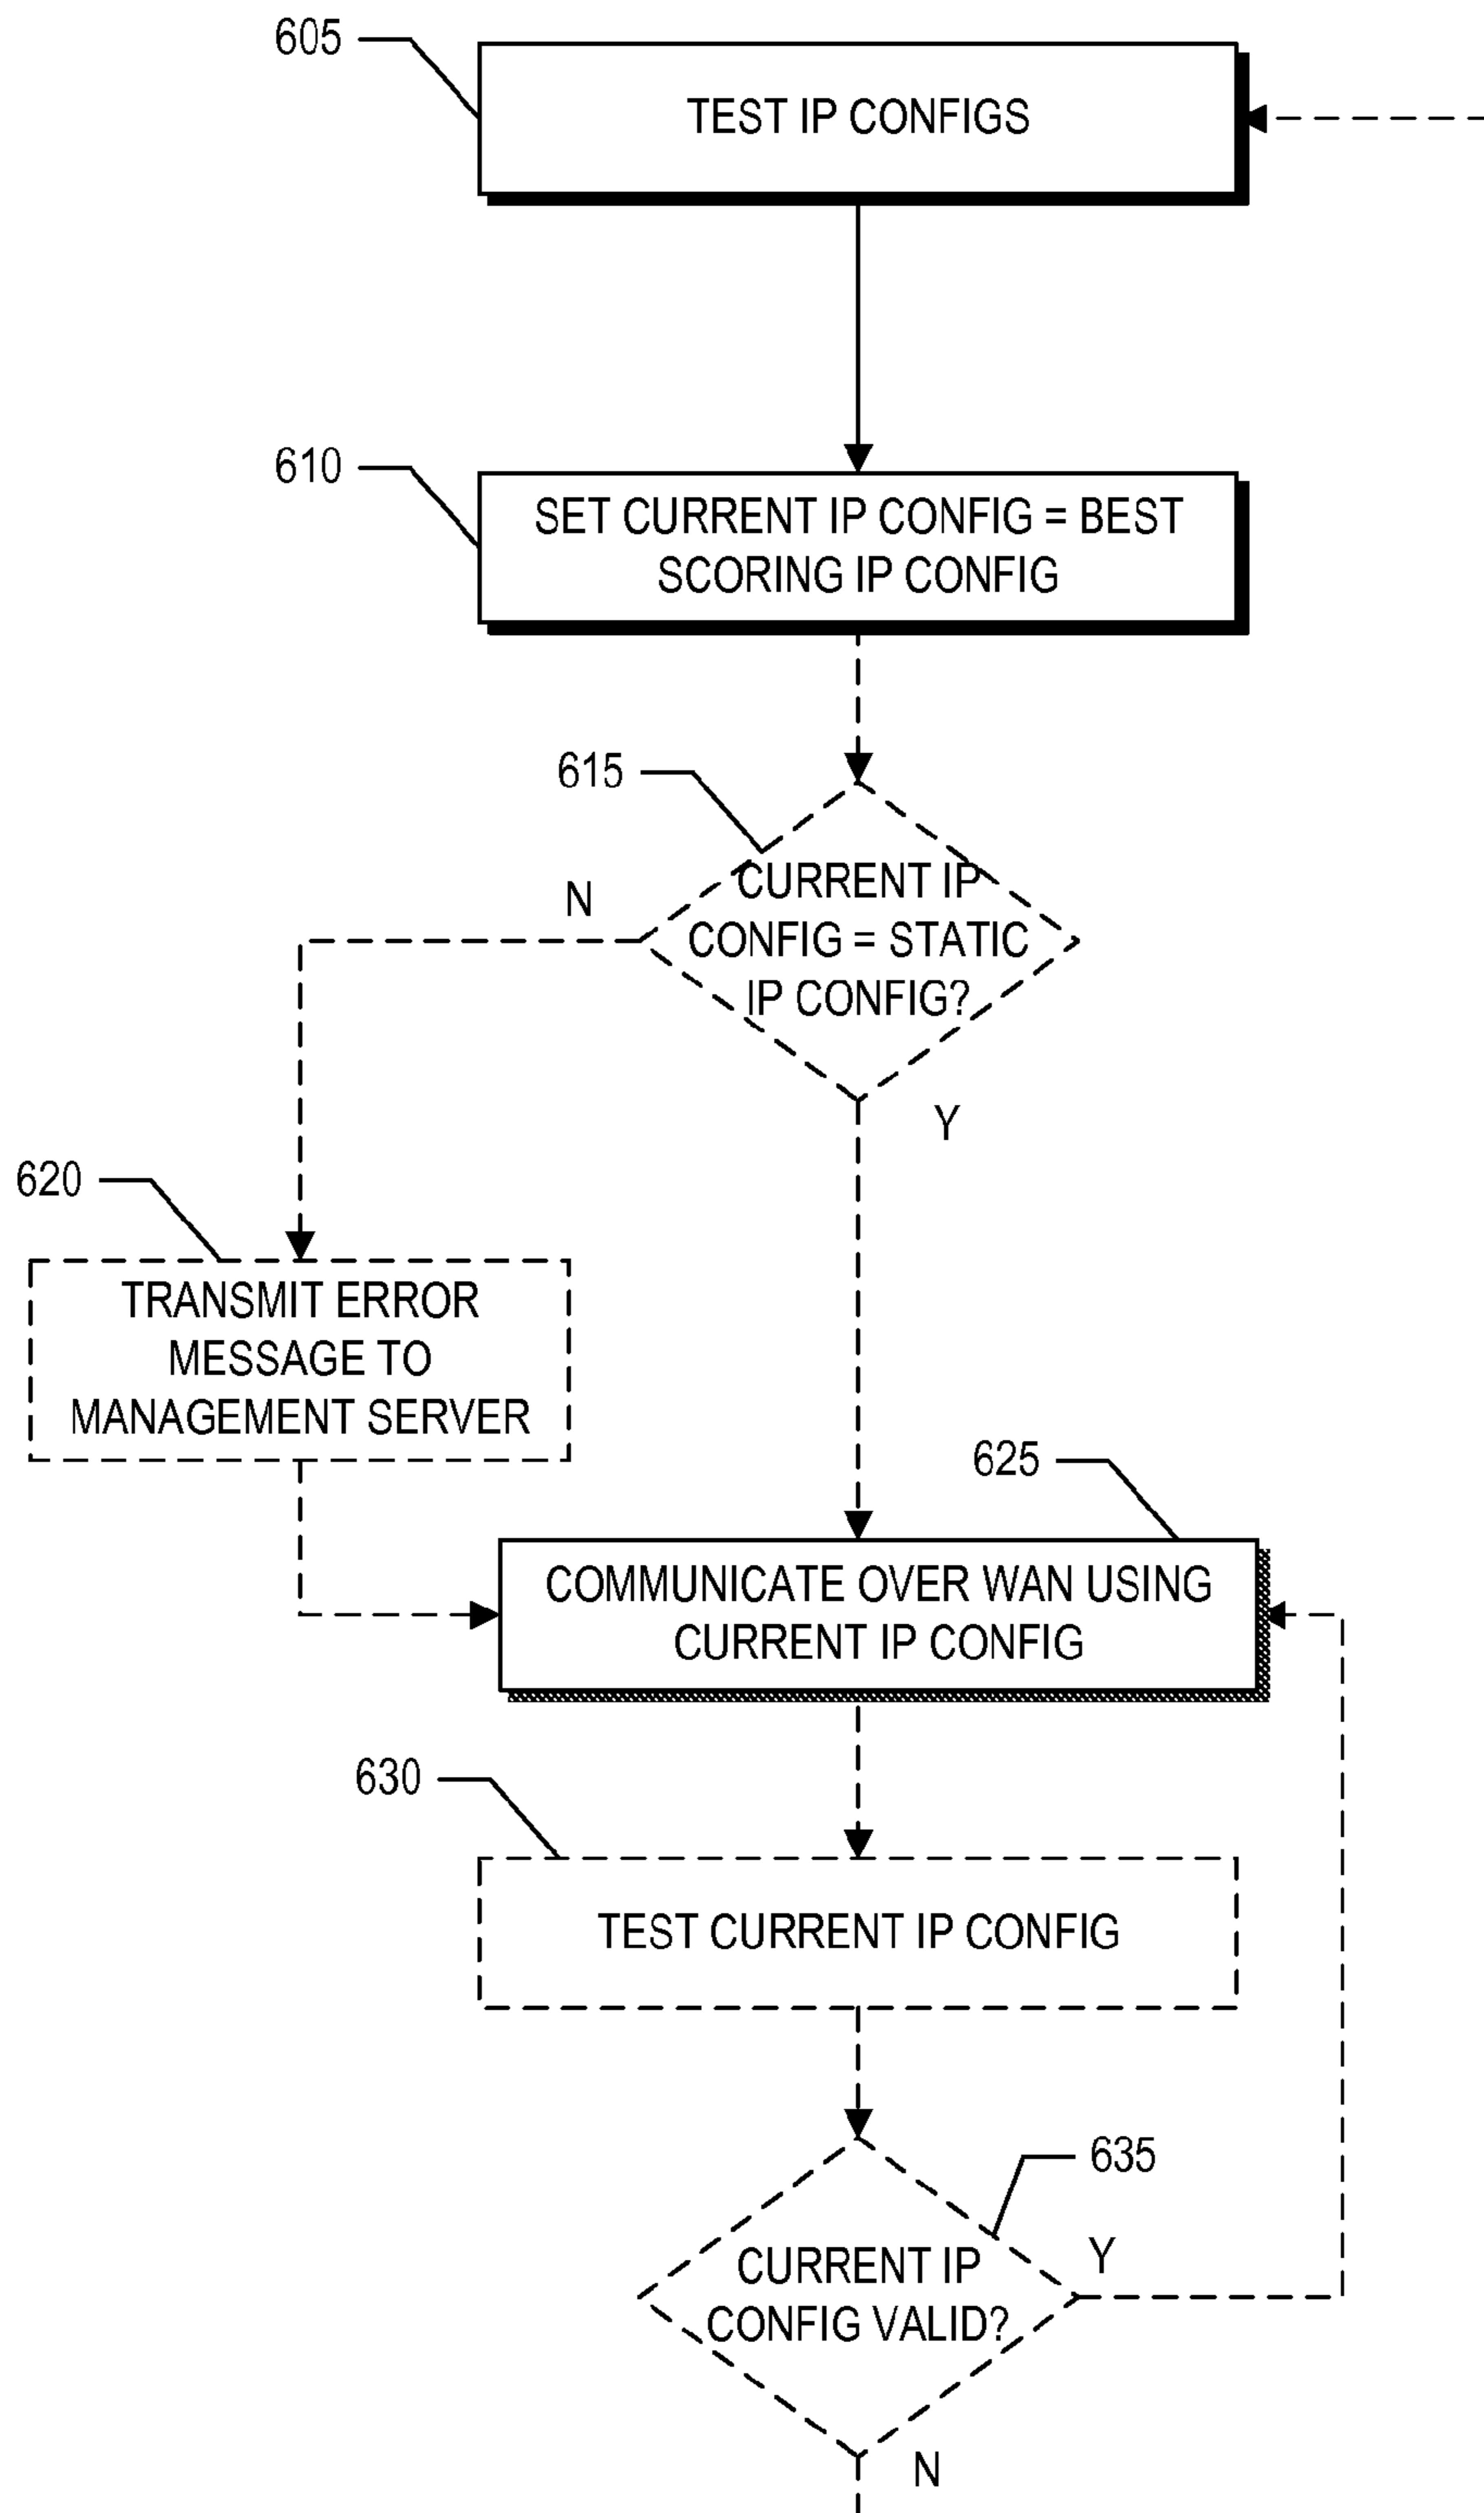 605
TEST IP CONFIGS
610
SET CURRENT IP CONFIG = BEST
SCORING IP CONFIG
615
CURRENT IP
CONFIG = STATIC
IP CONFIG?
N
Y
620
TRANSMIT ERROR
MESSAGE TO
MANAGEMENT SERVER
625
COMMUNICATE OVER WAN USING
CURRENT IP CONFIG
630
TEST CURRENT IP CONFIG
635
CURRENT IP
CONFIG VALID?
Y
N